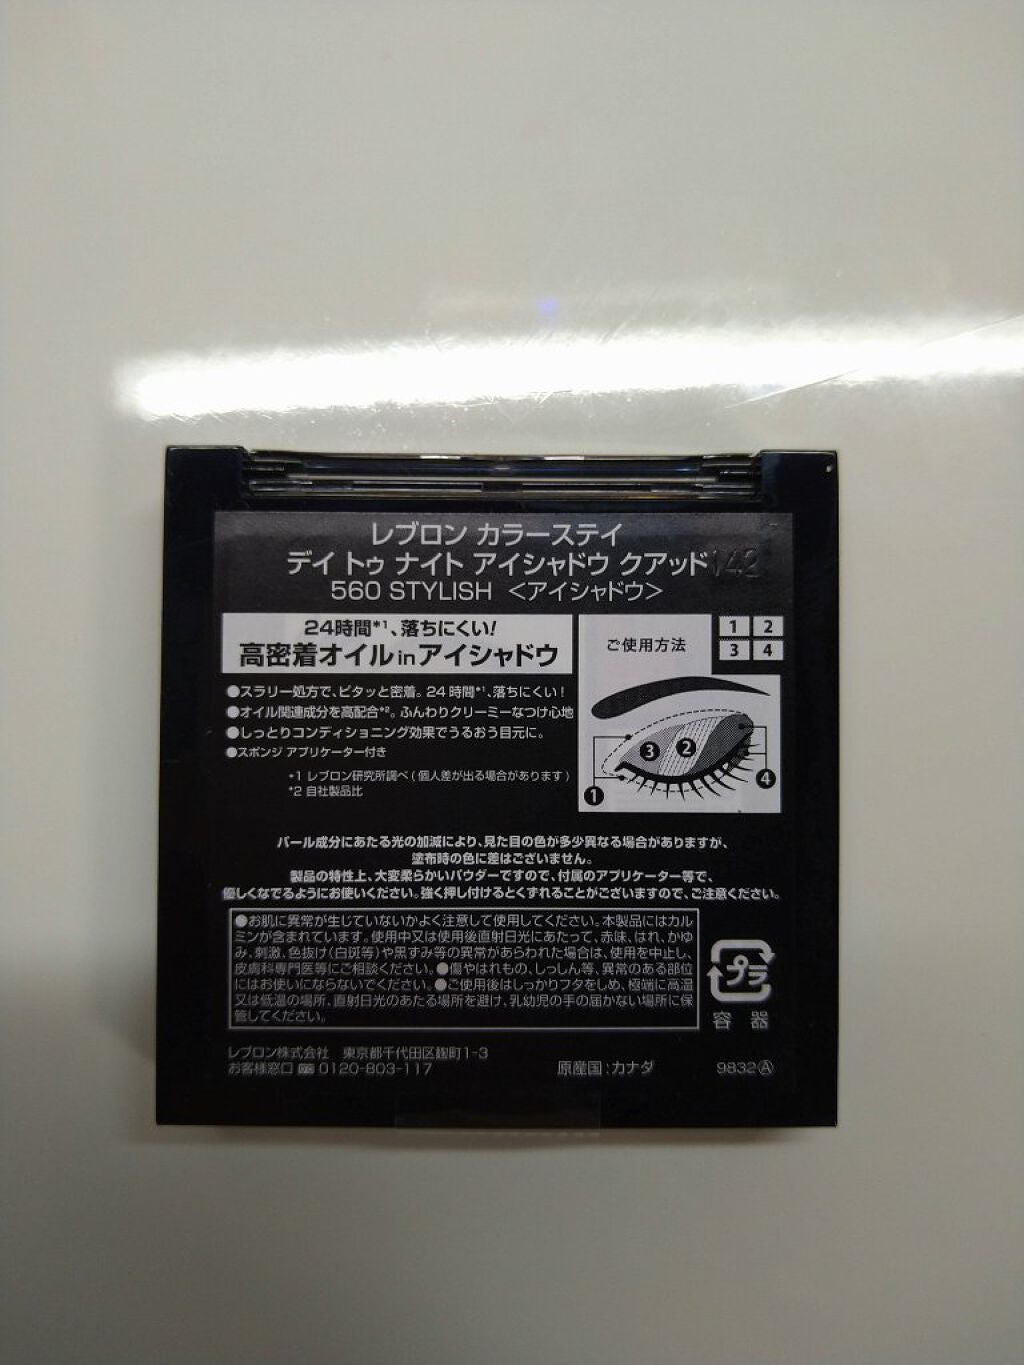 レブロン カラーステイ
デイ トゥ ナイト アイシャドウ クアッド
142
560 STYLISH <アイシャドウ>
24時間*1、落ちにくい!
高密着オイルinアイシャドウ
●スラリー処方で、ピタッと密着。24時間*1、落ちにくい!
●オイル関連成分を高配合*2。ふんわりクリーミーなつけ心地
●しっとりコンディショニング効果でうるおう目元に。
●スポンジ アプリケーター付き
*1 レブロン研究所調べ(個人差が出る場合があります)
*2 自社製品比
ご使用方法
1 2
3 4
3 2
1 4
パール成分にあたる光の加減により、見た目の色が多少異なる場合がありますが、
塗布時の色に差はございません。
製品の特性上、大変柔らかいパウダーですので、付属のアプリケーター等で、
優しくなでるようにお使いください。強く押し付けるとくずれることがございますので、ご注意ください。
●お肌に異常が生じていないかよく注意して使用してください。本製品にはカル
ミンが含まれています。使用中又は使用後直射日光にあたって、赤味、はれ、かゆ
み、刺激、色抜け(白斑等)や黒ずみ等の異常があらわれた場合は、使用を中止し、
皮膚科専門医等にご相談ください。●傷やはれもの、しっしん等、異常のある部位
にはお使いにならないでください。●ご使用後はしっかりフタをしめ、極端に高温
又は低温の場所、直射日光のあたる場所を避け、乳幼児の手の届かない場所に保
管してください。
プラ
容 器
レブロン株式会社 東京都千代田区麹町1-3
お客様窓口 0120-803-117
原産国:カナダ
9832Ⓐ